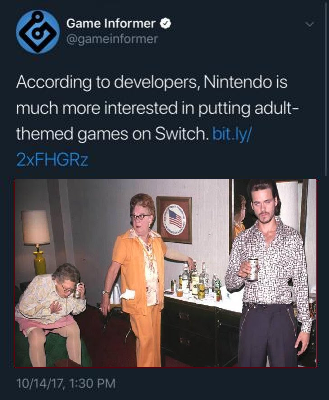 Game Informer
@gameinformer
According to developers, Nintendo is
much more interested in putting adult-
themed games on Switch. bit.ly/
2xFHGRz
10/14/17, 1:30 PM